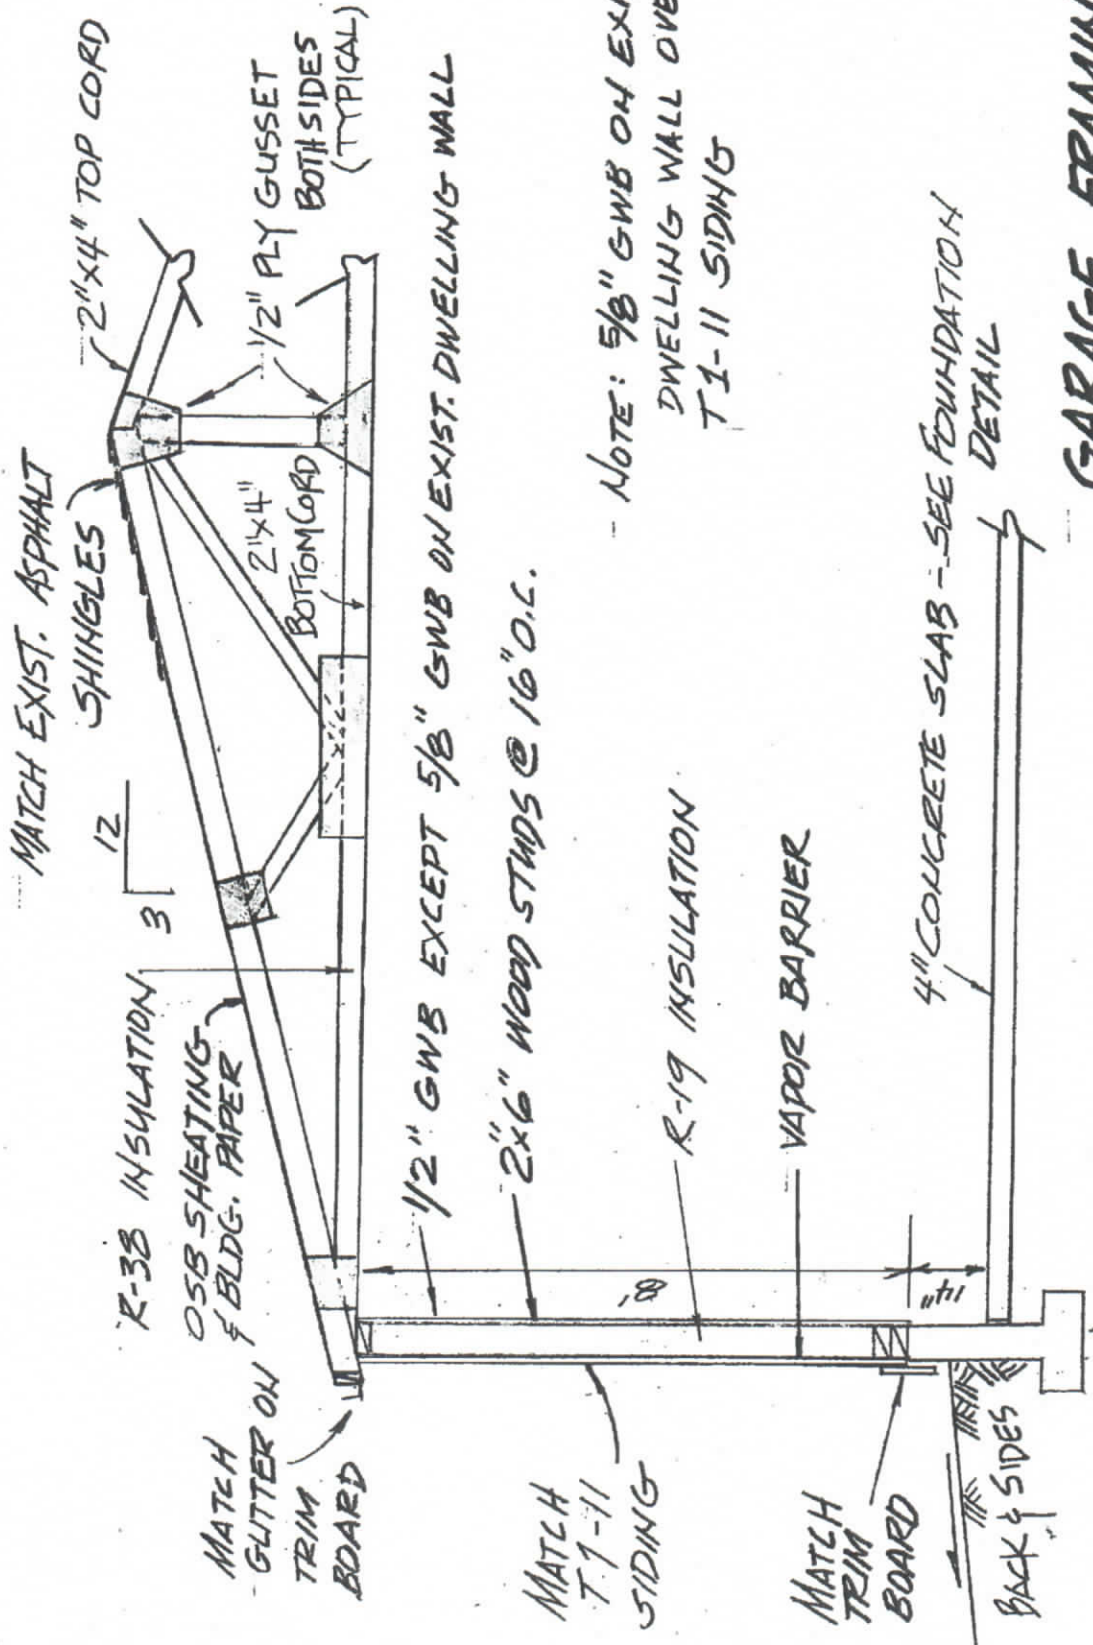 MATCH EXIST. ASPHALT
SHINGLES
2"x4" TOP CORD
12
3
R-38 INSULATION
OSB SHEATING
& BLDG. PAPER
MATCH
GUTTER ON
TRIM
BOARD
1/2" PLY GUSSET
BOTH SIDES
(TYPICAL)
2"x4"
BOTTOM CORD
1/2" GWB EXCEPT 5/8" GWB ON EXIST. DWELLING WALL
2"x6" WOOD STUDS @ 16" O.C.
8'
R-19 INSULATION
VAPOR BARRIER
MATCH
T.1-11
SIDING
NOTE: 5/8" GWB ON
DWELLING WALL
T1-11 SIDING
MATCH
TRIM
BOARD
14"
4" CONCRETE SLAB - SEE FOUNDATION
DETAIL
BACK & SIDES
GARAGE